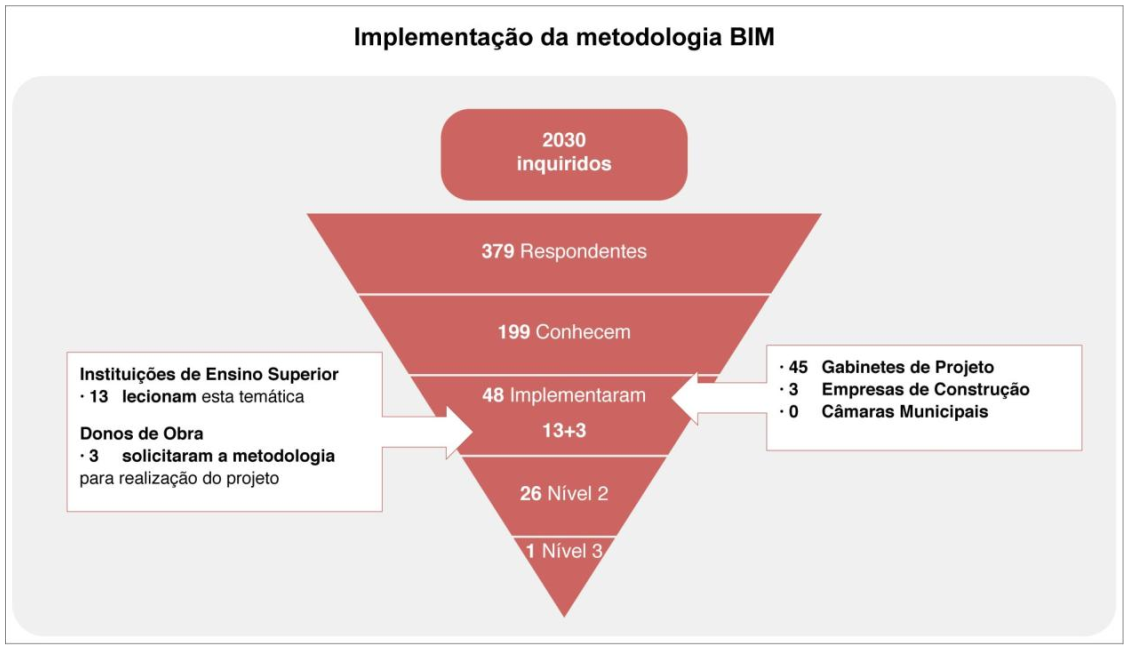 Implementação da metodologia BIM
2030
inquiridos
379 Respondentes
199 Conhecem
48 Implementaram
13+3
26 Nível 2
1 Nível 3
Instituições de Ensino Superior
· 13 lecionam esta temática
Donos de Obra
· 3 solicitaram a metodologia
para realização do projeto
· 45 Gabinetes de Projeto
· 3 Empresas de Construção
· 0 Câmaras Municipais